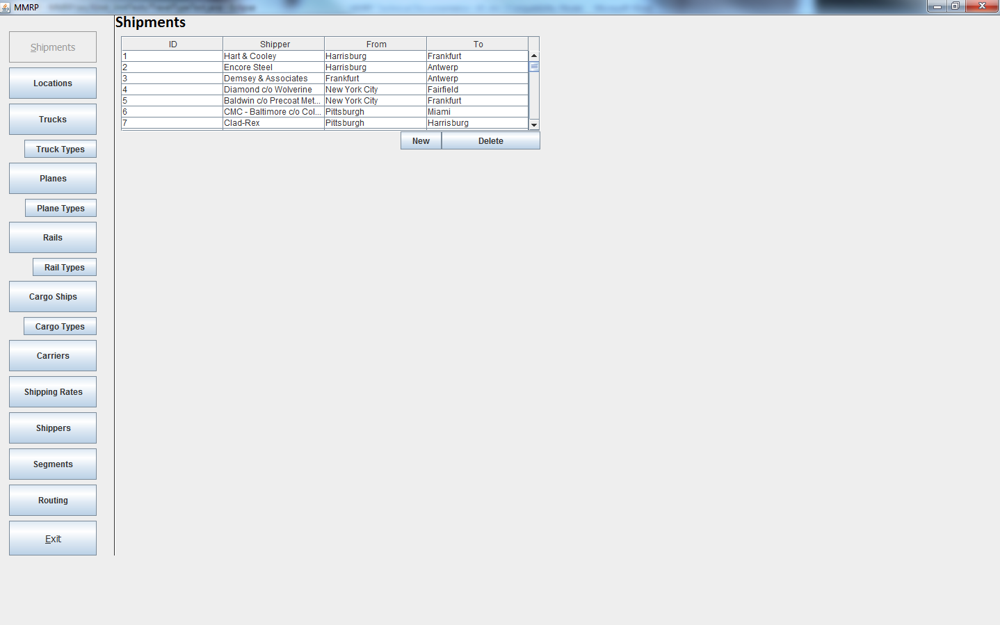 MMRP
Shipments
Shipments
Locations
Trucks
Truck Types
Planes
Plane Types
Rails
Rail Types
Cargo Ships
Cargo Types
Carriers
Shipping Rates
Shippers
Segments
Routing
Exit
ID Shipper From To
1 Hart & Cooley Harrisburg Frankfurt
2 Encore Steel Harrisburg Antwerp
3 Demsey & Associates Frankfurt Antwerp
4 Diamond c/o Wolverine New York City Fairfield
5 Baldwin c/o Precoat Met... New York City Frankfurt
6 CMC - Baltimore c/o Col... Pittsburgh Miami
7 Clad-Rex Pittsburgh Harrisburg
New Delete